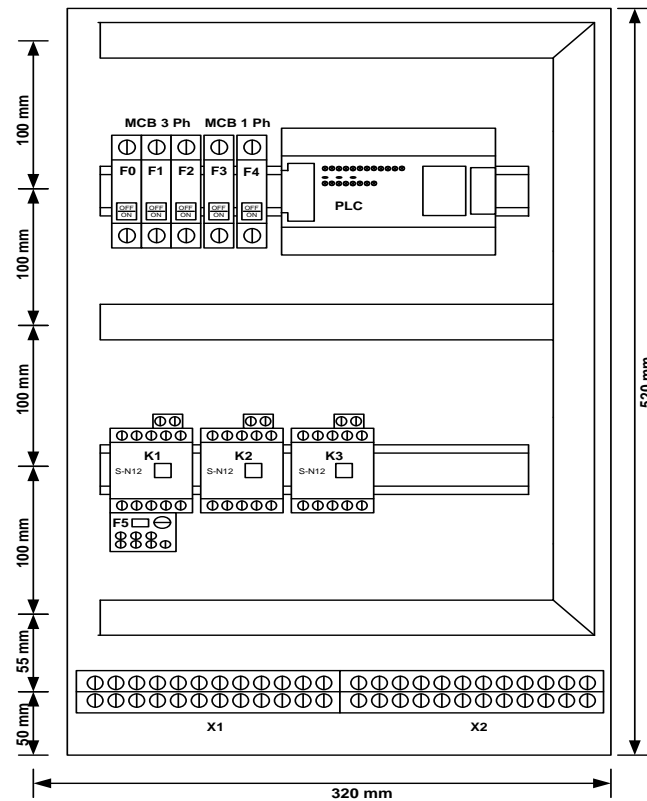 MCB 3 Ph MCB 1 Ph
F0 F1 F2 F3 F4
OFF OFF OFF OFF OFF
ON ON ON ON ON
PLC
K1 K2 K3
S-N12 S-N12 S-N12
F5
X1 X2
100 mm
100 mm
100 mm
100 mm
55 mm
50 mm
520 mm
320 mm